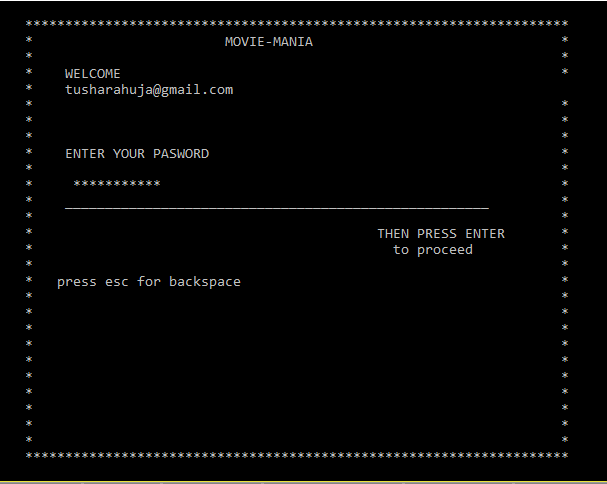 MOVIE-MANIA
WELCOME
tusharahuja@gmail.com
ENTER YOUR PASWORD
***********
THEN PRESS ENTER
to proceed
press esc for backspace